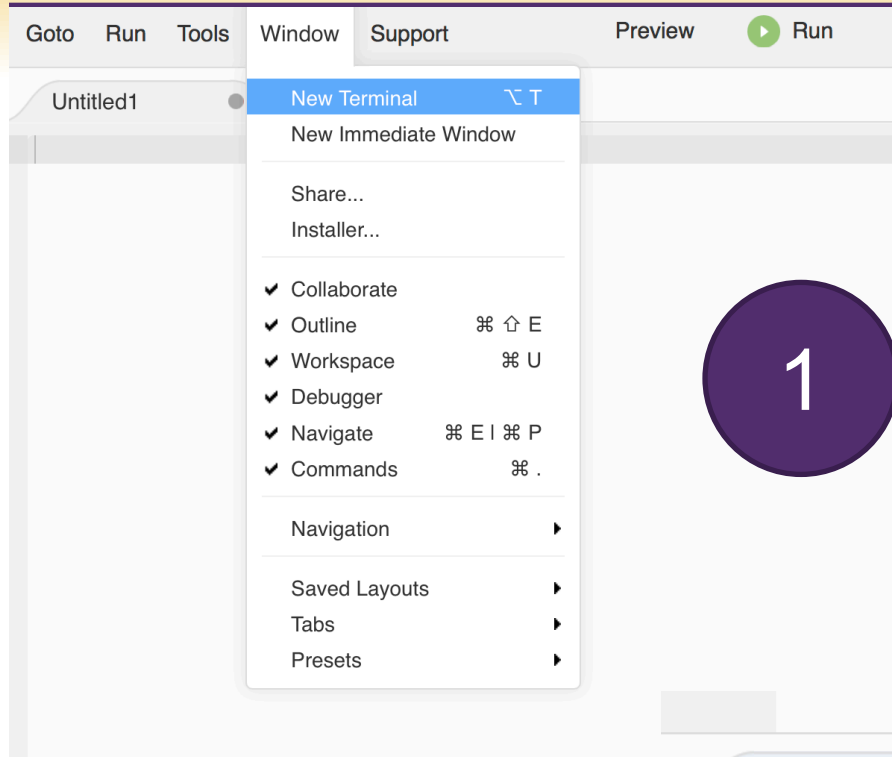 Goto Run Tools Window Support Preview Run
Untitled1
New Terminal ⌥ T
New Immediate Window
Share...
Installer...
✔ Collaborate
✔ Outline ⌘ ⇧ E
✔ Workspace ⌘ U
✔ Debugger
✔ Navigate ⌘ E | ⌘ P
✔ Commands ⌘ .
Navigation
Saved Layouts
Tabs
Presets
1